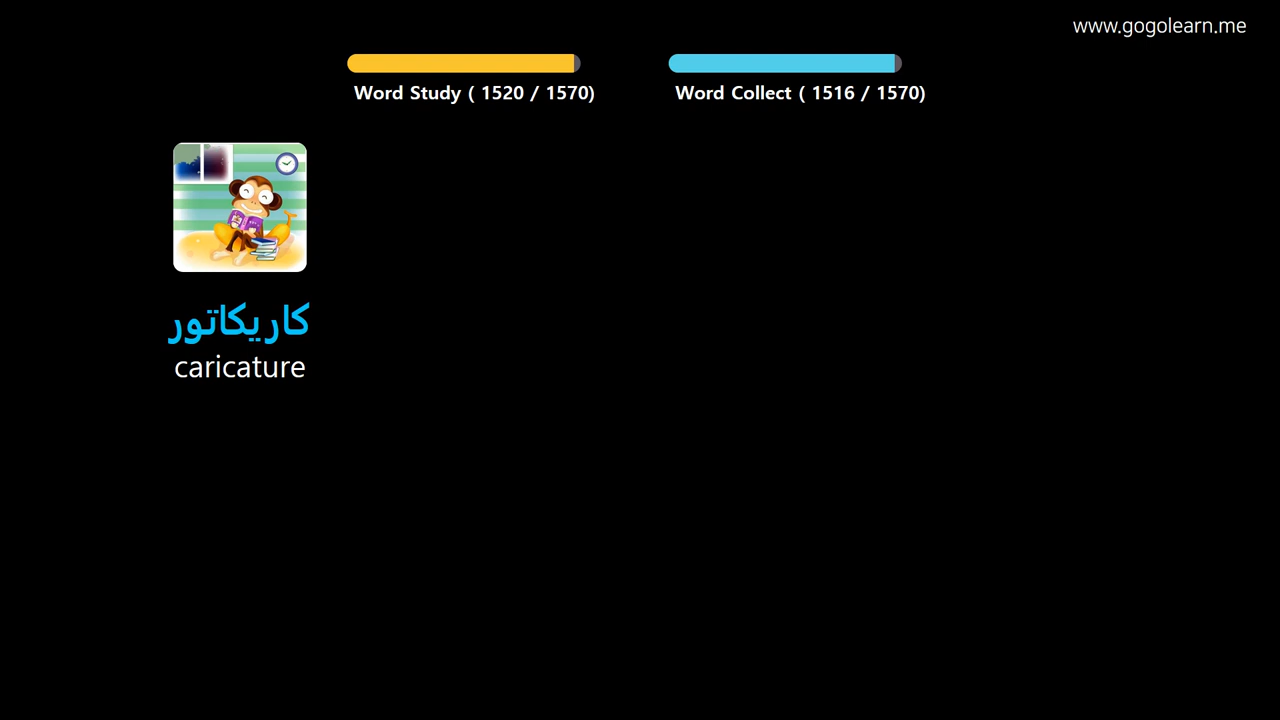 www.gogolearn.me
Word Study ( 1520 / 1570)
Word Collect ( 1516 / 1570)
کاریکاتور
caricature